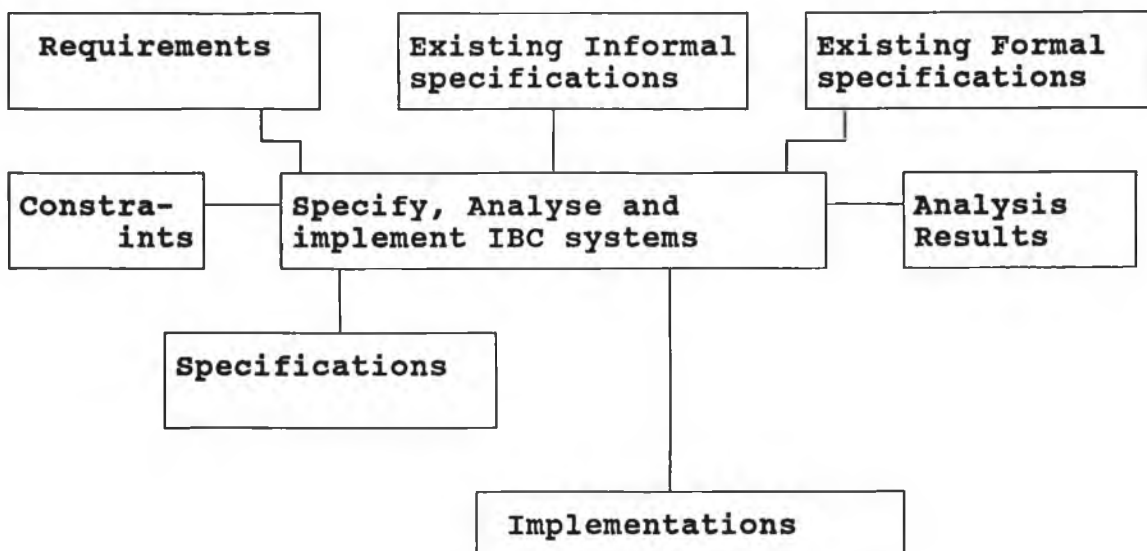 Requirements
Existing Informal
specifications
Existing Formal
specifications
Constra-
ints
Specify, Analyse and
implement IBC systems
Analysis
Results
Specifications
Implementations